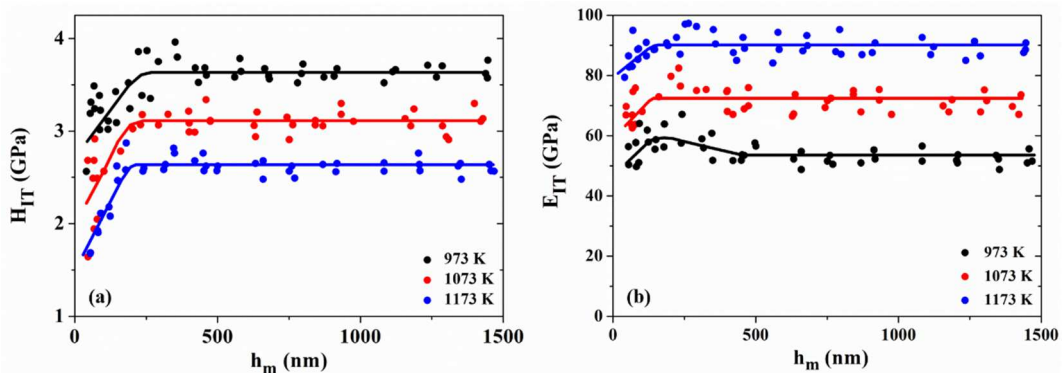 4
3
2
1
H_IT (GPa)
973 K
1073 K
1173 K
(a)
0 500 1000 1500
h_m (nm)
100
80
60
40
20
0
E_IT (GPa)
973 K
1073 K
1173 K
(b)
0 500 1000 1500
h_m (nm)